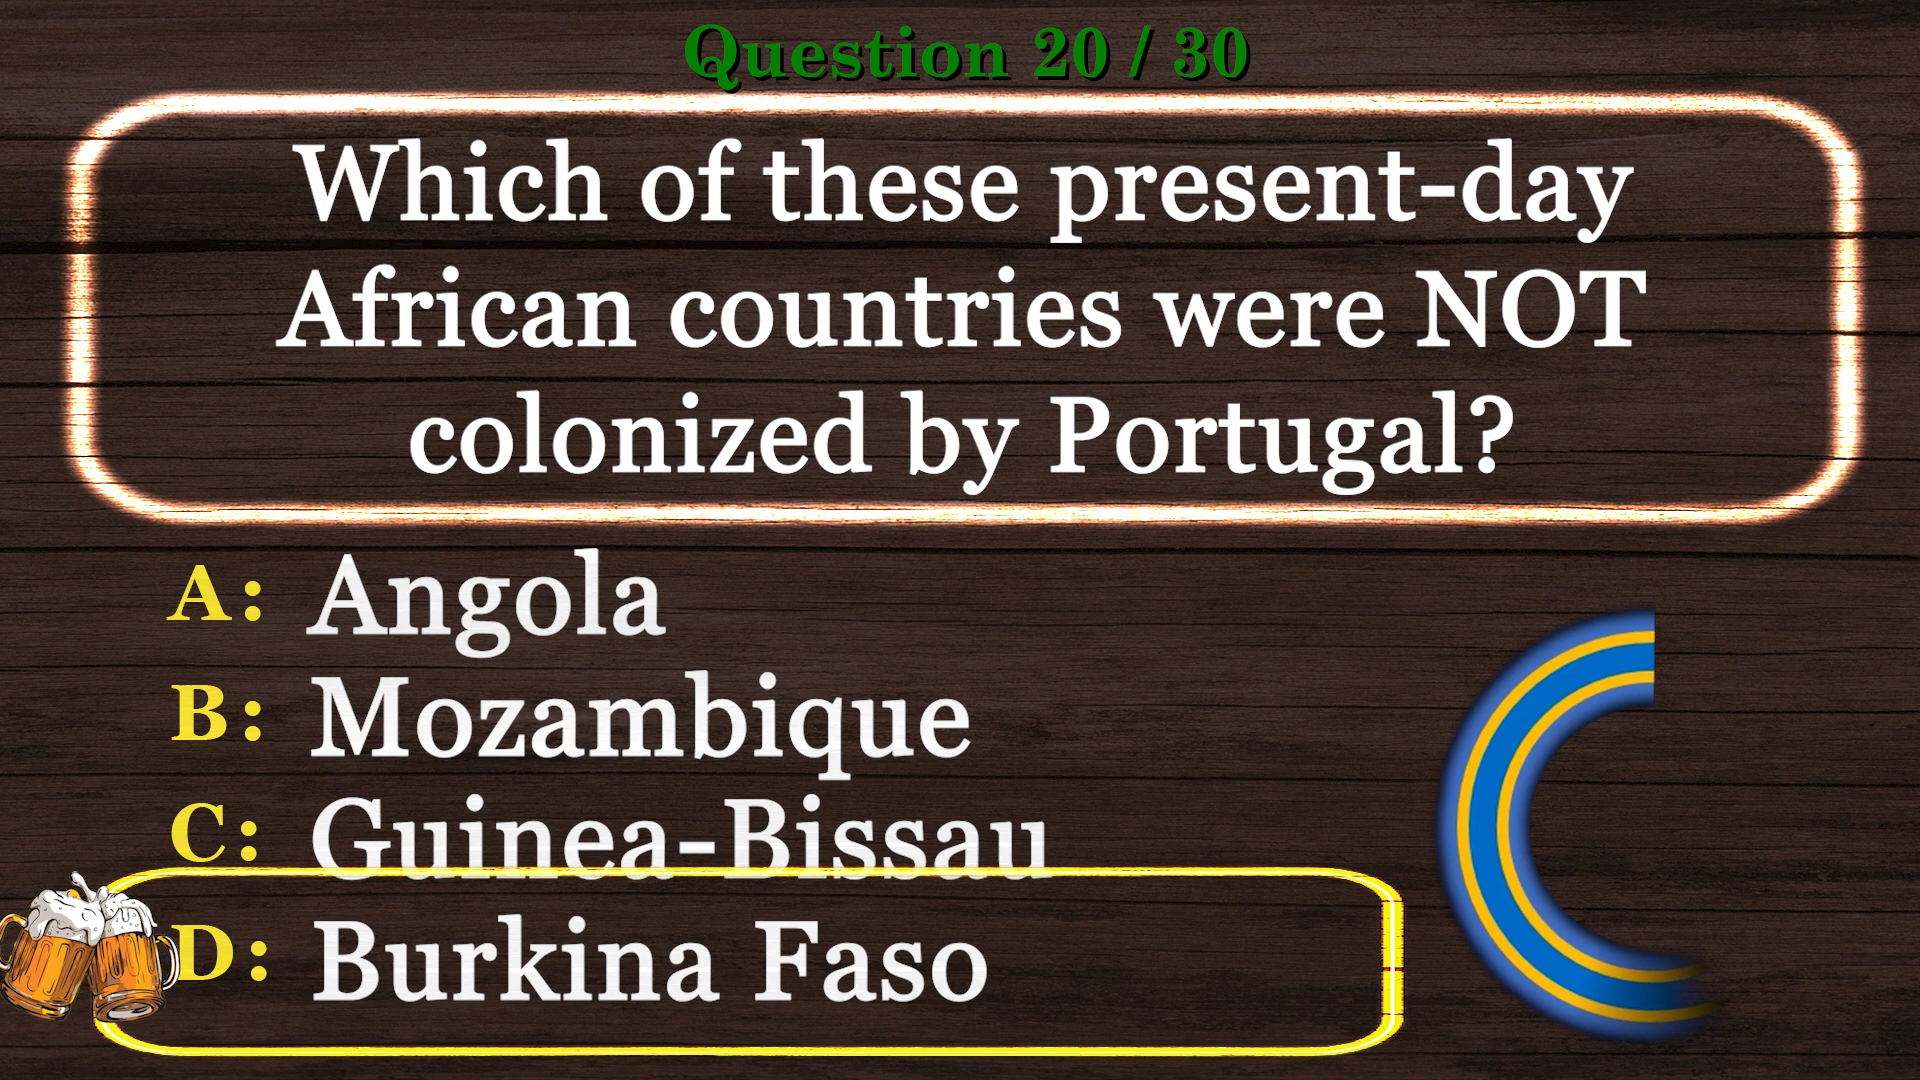 Question 20 / 30
Which of these present-day
African countries were NOT
colonized by Portugal?
A: Angola
B: Mozambique
C: Guinea-Bissau
D: Burkina Faso